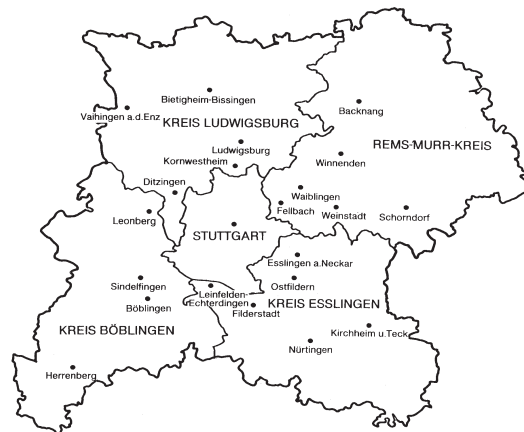 Bietigheim-Bissingen
Backnang
Vaihingen a.d.Enz
KREIS LUDWIGSBURG
REMS-MURR-KREIS
Ludwigsburg
Kornwestheim
Winnenden
Ditzingen
Waiblingen
Fellbach
Weinstadt
Schorndorf
Leonberg
STUTTGART
Esslingen a.Neckar
Sindelfingen
Ostfildern
Leinfelden-
Echterdingen
Böblingen
KREIS ESSLINGEN
Filderstadt
KREIS BÖBLINGEN
Kirchheim u.Teck
Nürtingen
Herrenberg